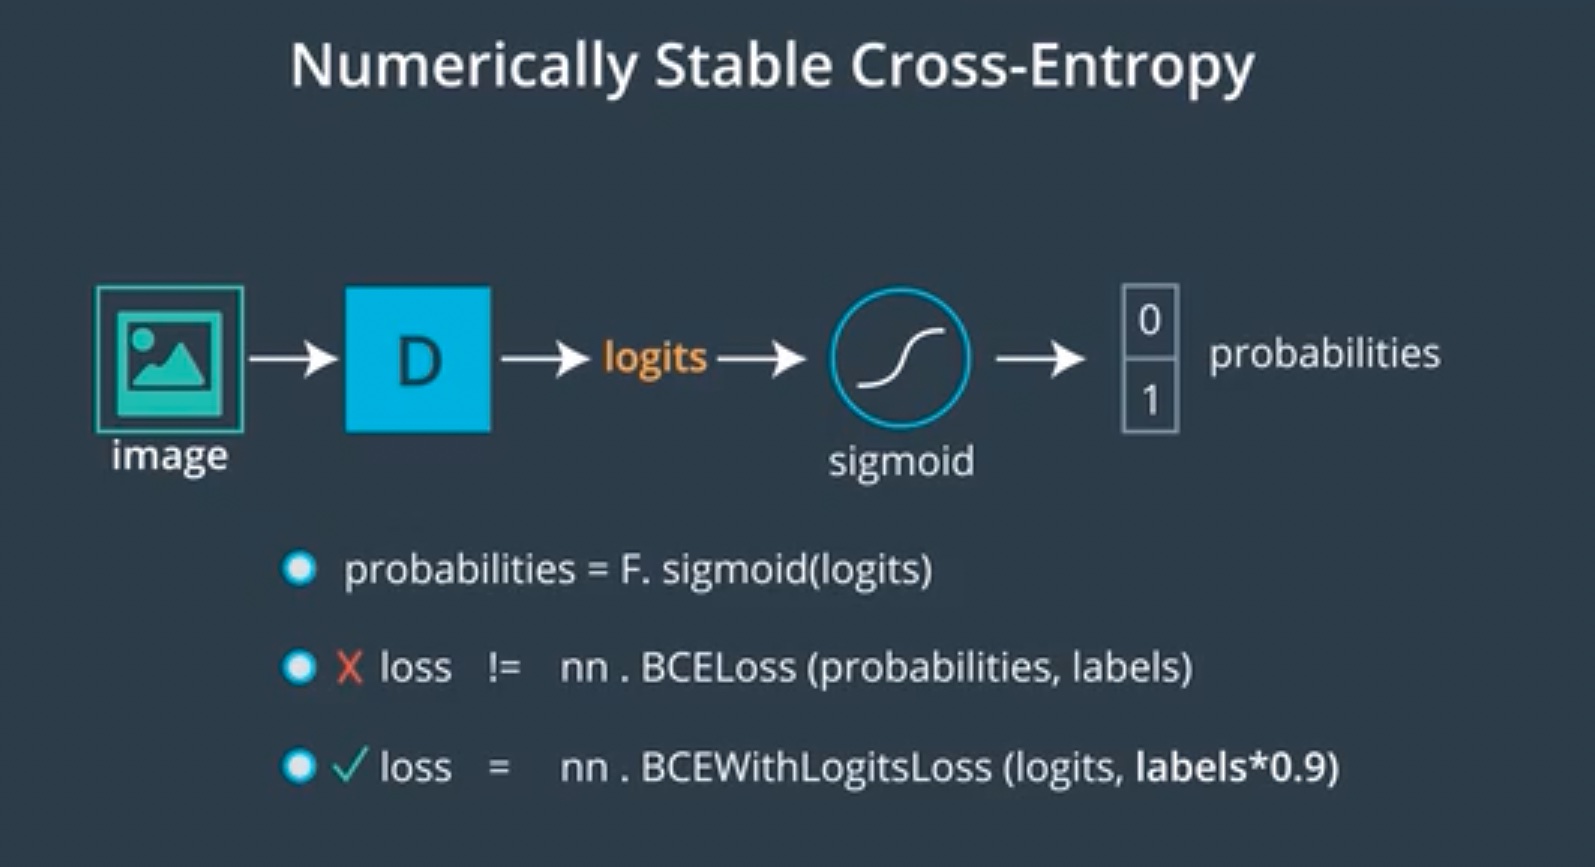 Numerically Stable Cross-Entropy
D
logits
0
1
probabilities
image
sigmoid
probabilities = F. sigmoid(logits)
X loss != nn . BCELoss (probabilities, labels)
✓ loss = nn . BCEWithLogitsLoss (logits, labels*0.9)